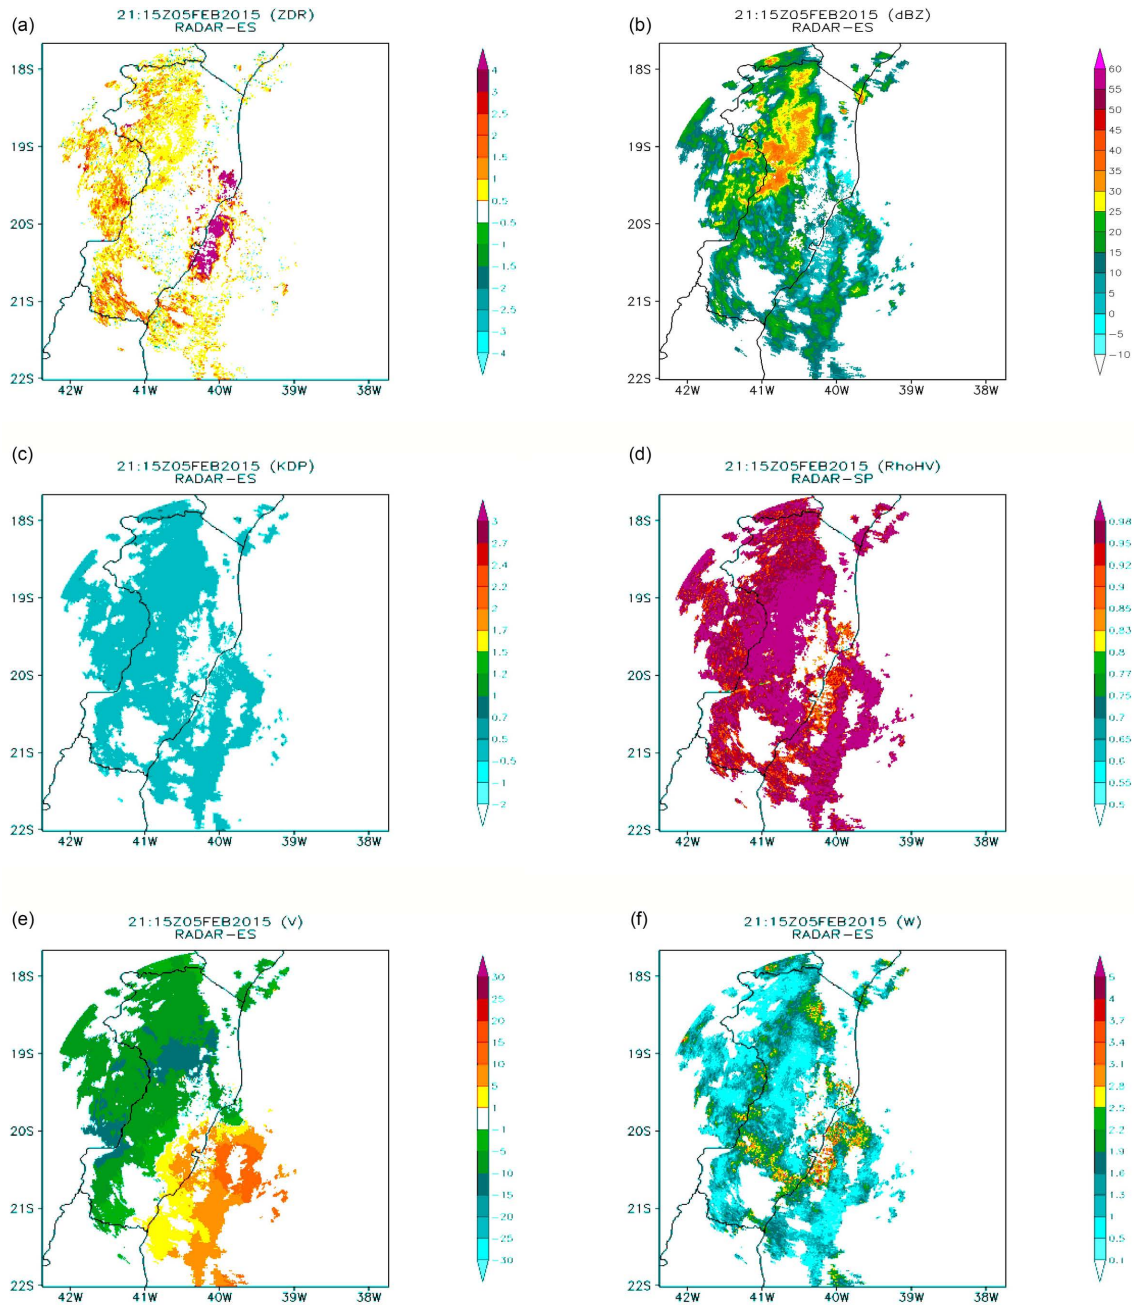 (a)
21:15Z05FEB2015 (ZDR)
RADAR-ES
18S
19S
20S
21S
22S
42W 41W 40W 39W 38W
4
3
2.5
2
1.5
1
0.5
-0.5
-1
-1.5
-2
-2.5
-3
-4
(b)
21:15Z05FEB2015 (dBZ)
RADAR-ES
18S
19S
20S
21S
22S
42W 41W 40W 39W 38W
60
55
50
45
40
35
30
25
20
15
10
5
0
-5
-10
(c)
21:15Z05FEB2015 (KDP)
RADAR-ES
18S
19S
20S
21S
22S
42W 41W 40W 39W 38W
3
2.7
2.4
2.2
2
1.7
1.5
1.2
1
0.7
0.5
-0.5
-1
-2
(d)
21:15Z05FEB2015 (RhoHV)
RADAR-SP
18S
19S
20S
21S
22S
42W 41W 40W 39W 38W
0.98
0.95
0.92
0.9
0.85
0.83
0.8
0.77
0.75
0.7
0.65
0.6
0.55
0.5
(e)
21:15Z05FEB2015 (V)
RADAR-ES
18S
19S
20S
21S
22S
42W 41W 40W 39W 38W
30
25
20
15
10
5
1
-1
-5
-10
-15
-20
-25
-30
(f)
21:15Z05FEB2015 (W)
RADAR-ES
18S
19S
20S
21S
22S
42W 41W 40W 39W 38W
5
4
3.7
3.4
3.1
2.8
2.5
2.2
1.9
1.6
1.3
1
0.5
0.1